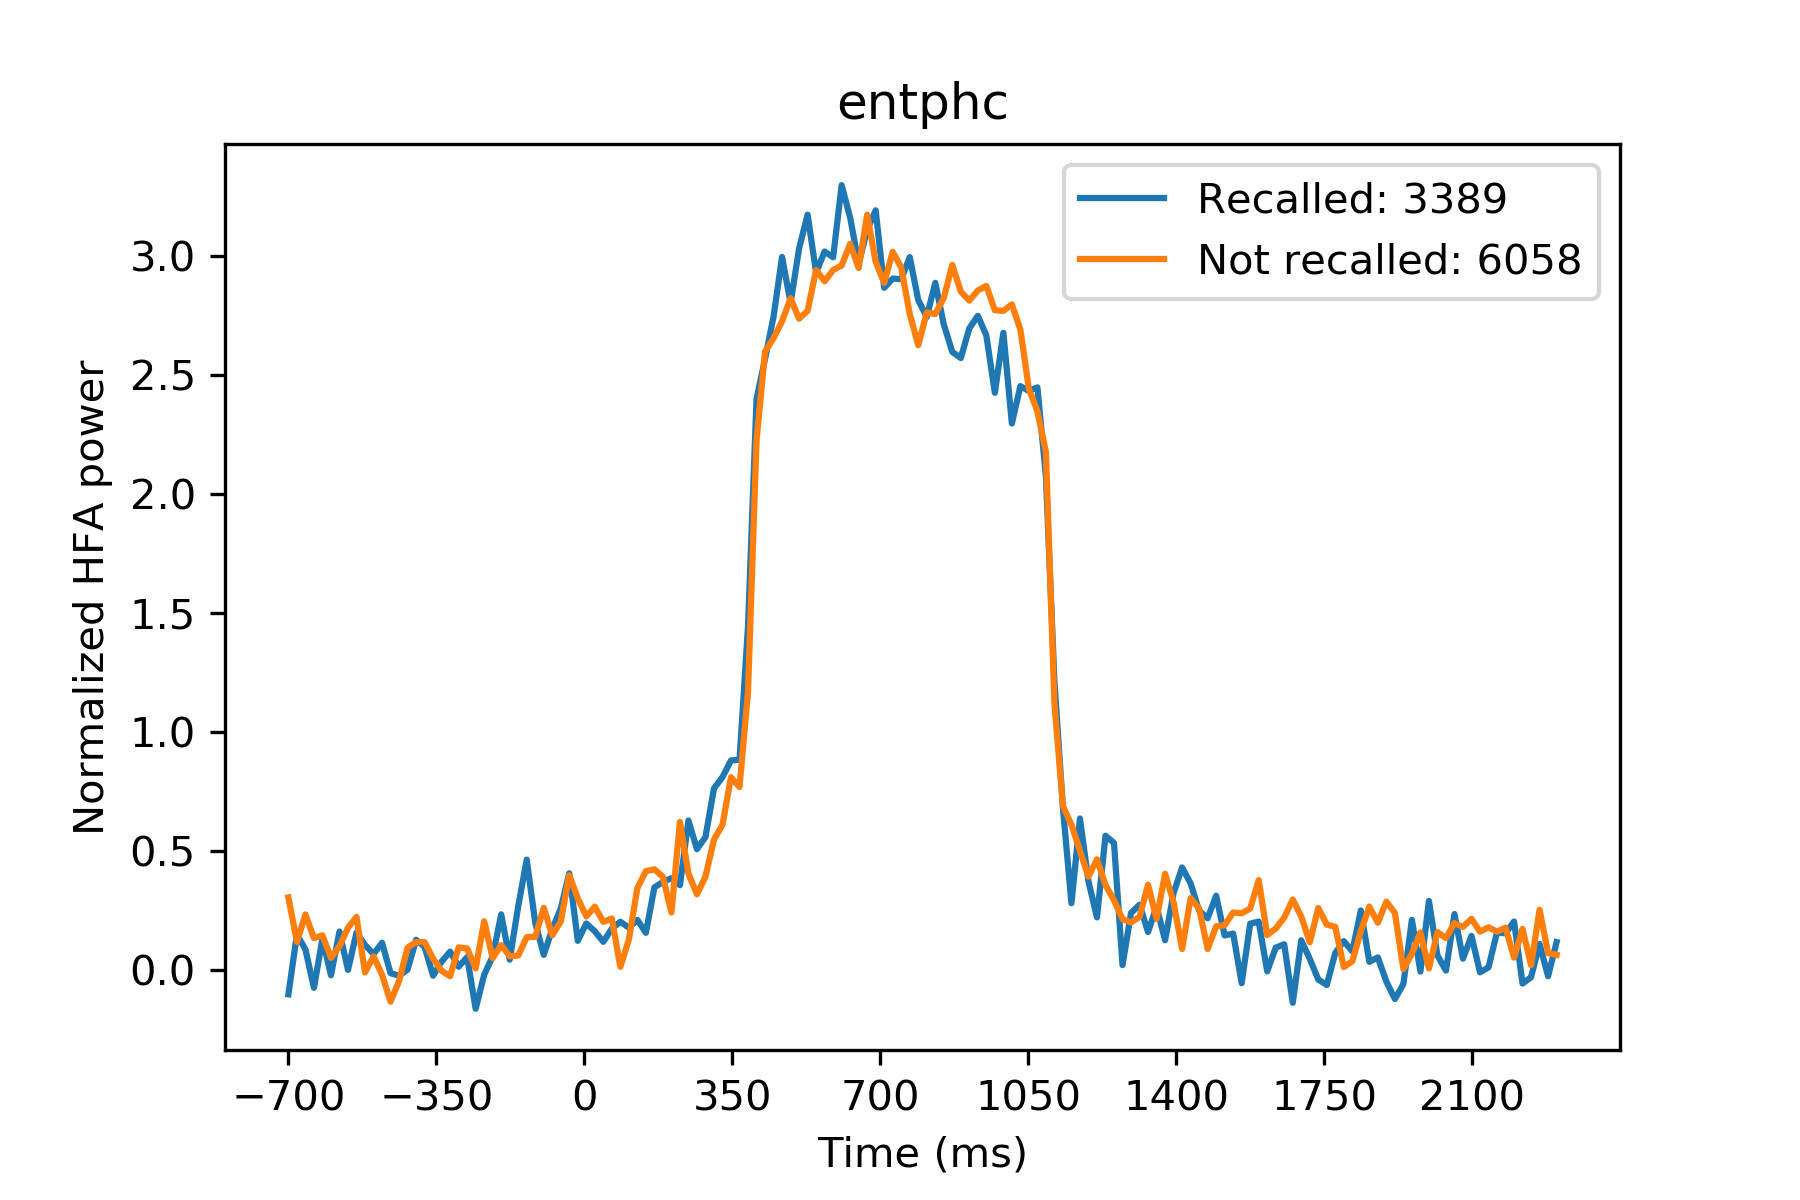 entphc
Recalled: 3389
Not recalled: 6058
Normalized HFA power
3.0
2.5
2.0
1.5
1.0
0.5
0.0
−700 −350 0 350 700 1050 1400 1750 2100
Time (ms)